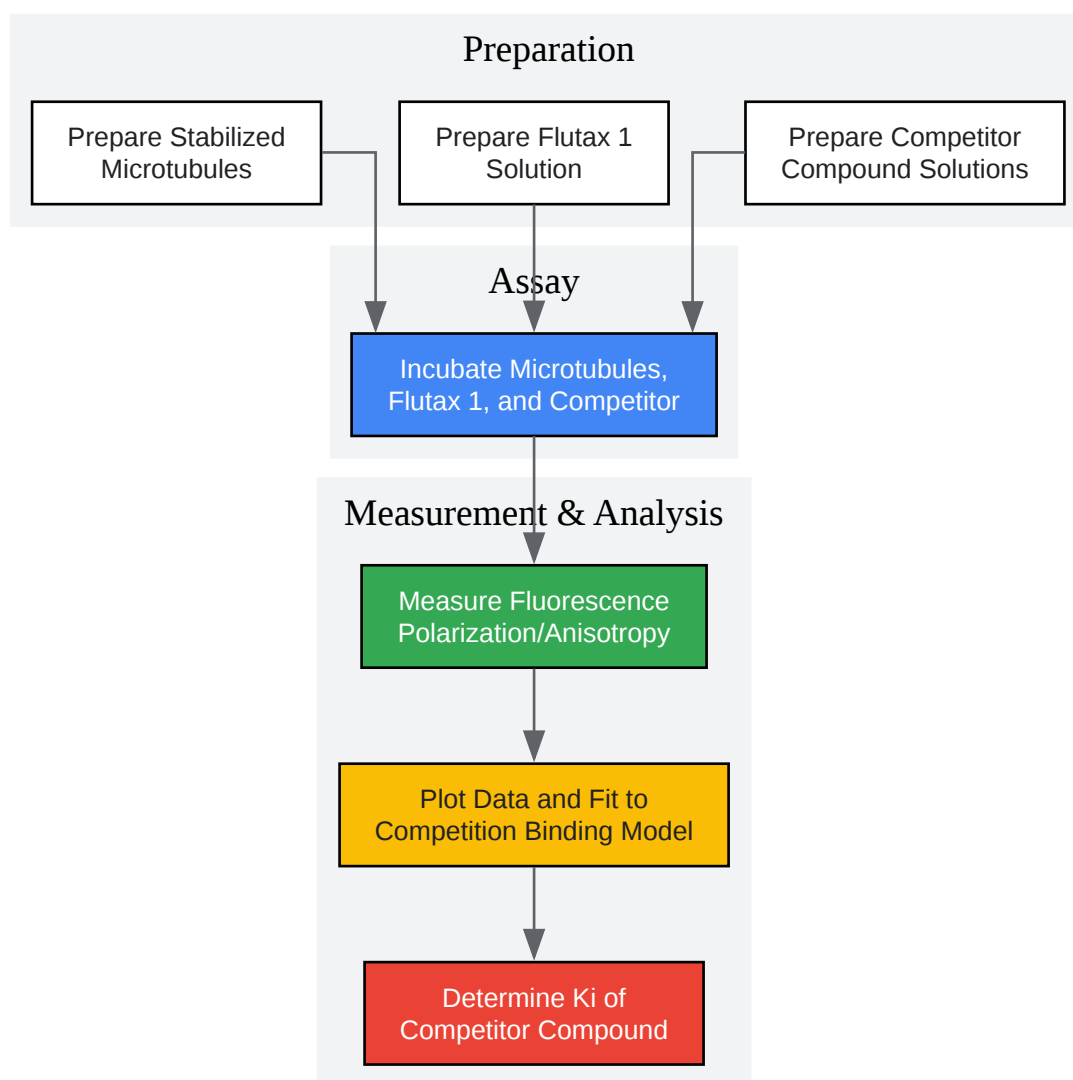 Preparation
Prepare Stabilized
Microtubules
Prepare Flutax 1
Solution
Prepare Competitor
Compound Solutions
Assay
Incubate Microtubules,
Flutax 1, and Competitor
Measurement & Analysis
Measure Fluorescence
Polarization/Anisotropy
Plot Data and Fit to
Competition Binding Model
Determine Ki of
Competitor Compound